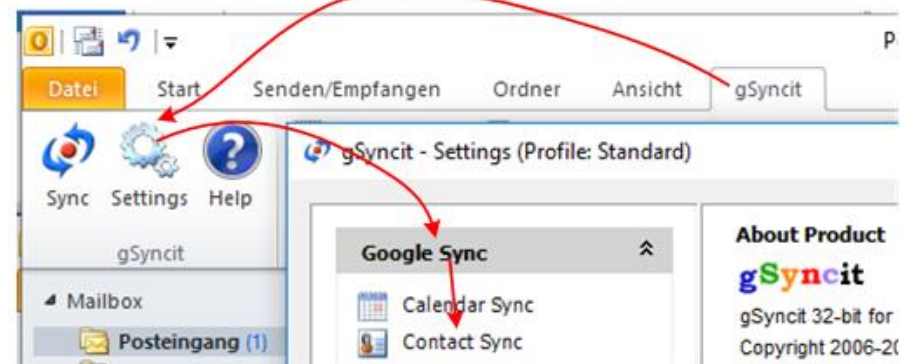 P
Datei Start Senden/Empfangen Ordner Ansicht gSyncit
Sync Settings Help
gSyncit
gSyncit - Settings (Profile: Standard)
Google Sync
Calendar Sync
Contact Sync
About Product
gSyncit
gSyncit 32-bit for
Copyright 2006-20
Mailbox
Posteingang (1)